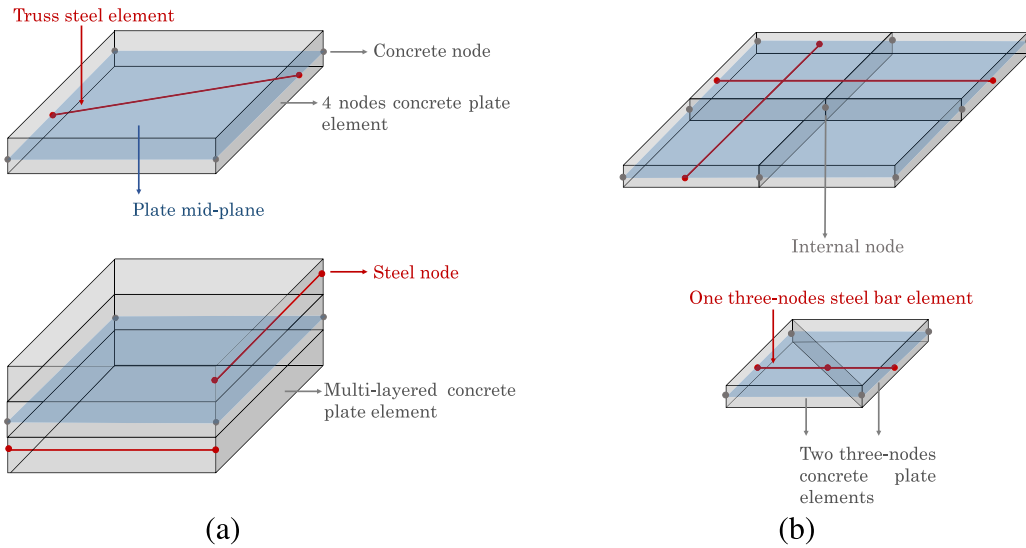 Truss steel element
Concrete node
4 nodes concrete plate
element
Plate mid-plane
Steel node
Multi-layered concrete
plate element
(a)
Internal node
One three-nodes steel bar element
Two three-nodes
concrete plate
elements
(b)